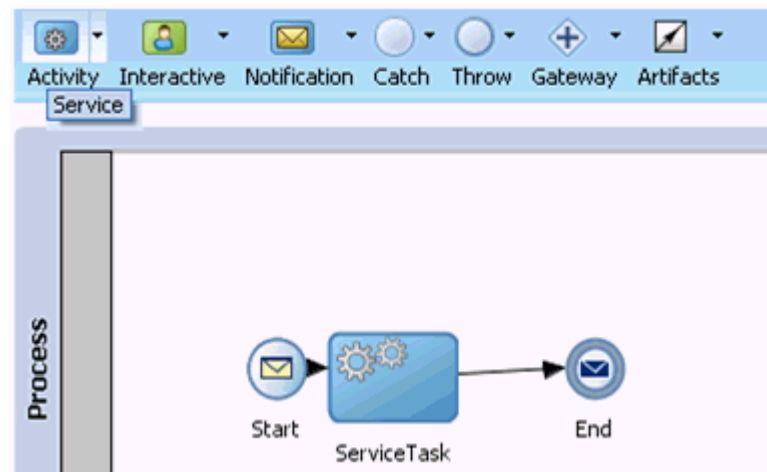 Activity Interactive Notification Catch Throw Gateway Artifacts
Service
Process
Start
End
ServiceTask